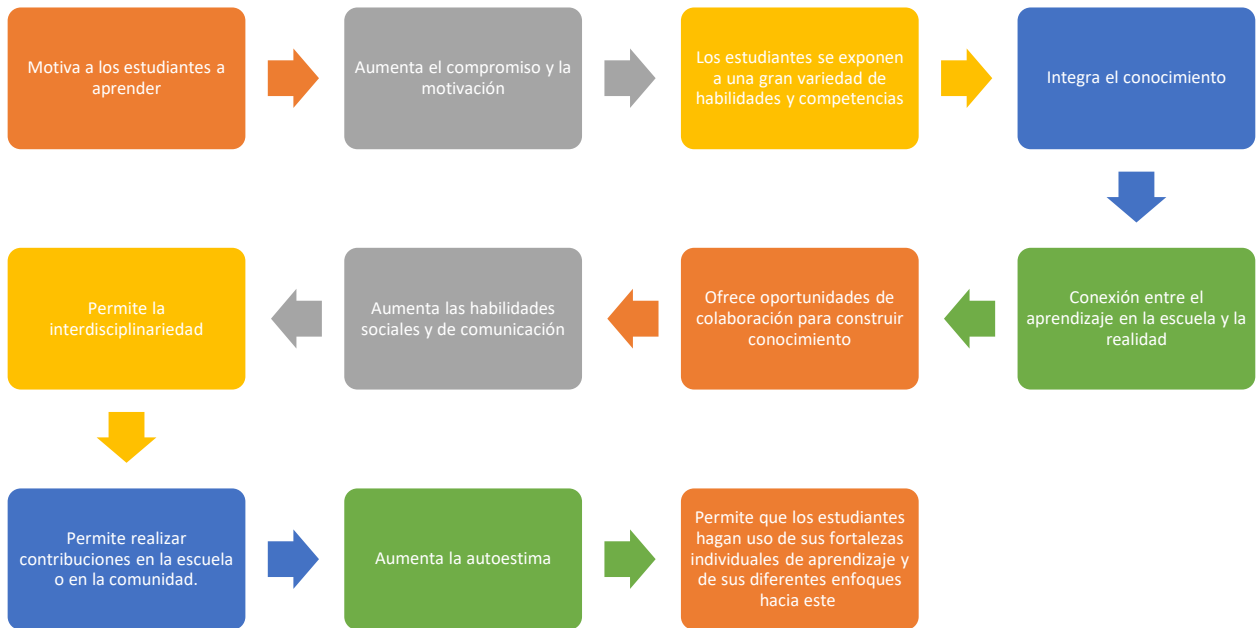 Motiva a los estudiantes a
aprender
Aumenta el compromiso y la
motivación
Los estudiantes se exponen
a una gran variedad de
habilidades y competencias
Integra el conocimiento
Conexión entre el
aprendizaje en la escuela y la
realidad
Ofrece oportunidades de
colaboración para construir
conocimiento
Aumenta las habilidades
sociales y de comunicación
Permite la
interdisciplinariedad
Permite realizar
contribuciones en la escuela
o en la comunidad.
Aumenta la autoestima
Permite que los estudiantes
hagan uso de sus fortalezas
individuales de aprendizaje y
de sus diferentes enfoques
hacia este